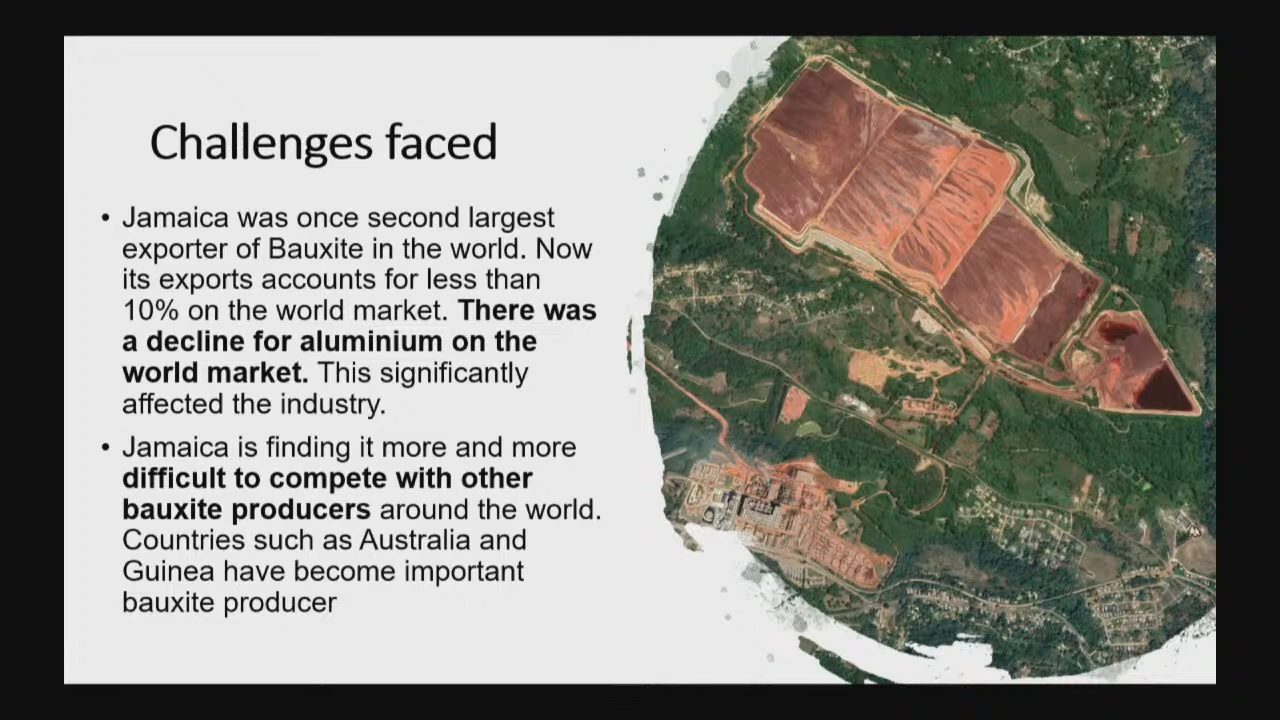 Challenges faced
• Jamaica was once second largest
exporter of Bauxite in the world. Now
its exports accounts for less than
10% on the world market. There was
a decline for aluminium on the
world market. This significantly
affected the industry.
• Jamaica is finding it more and more
difficult to compete with other
bauxite producers around the world.
Countries such as Australia and
Guinea have become important
bauxite producer